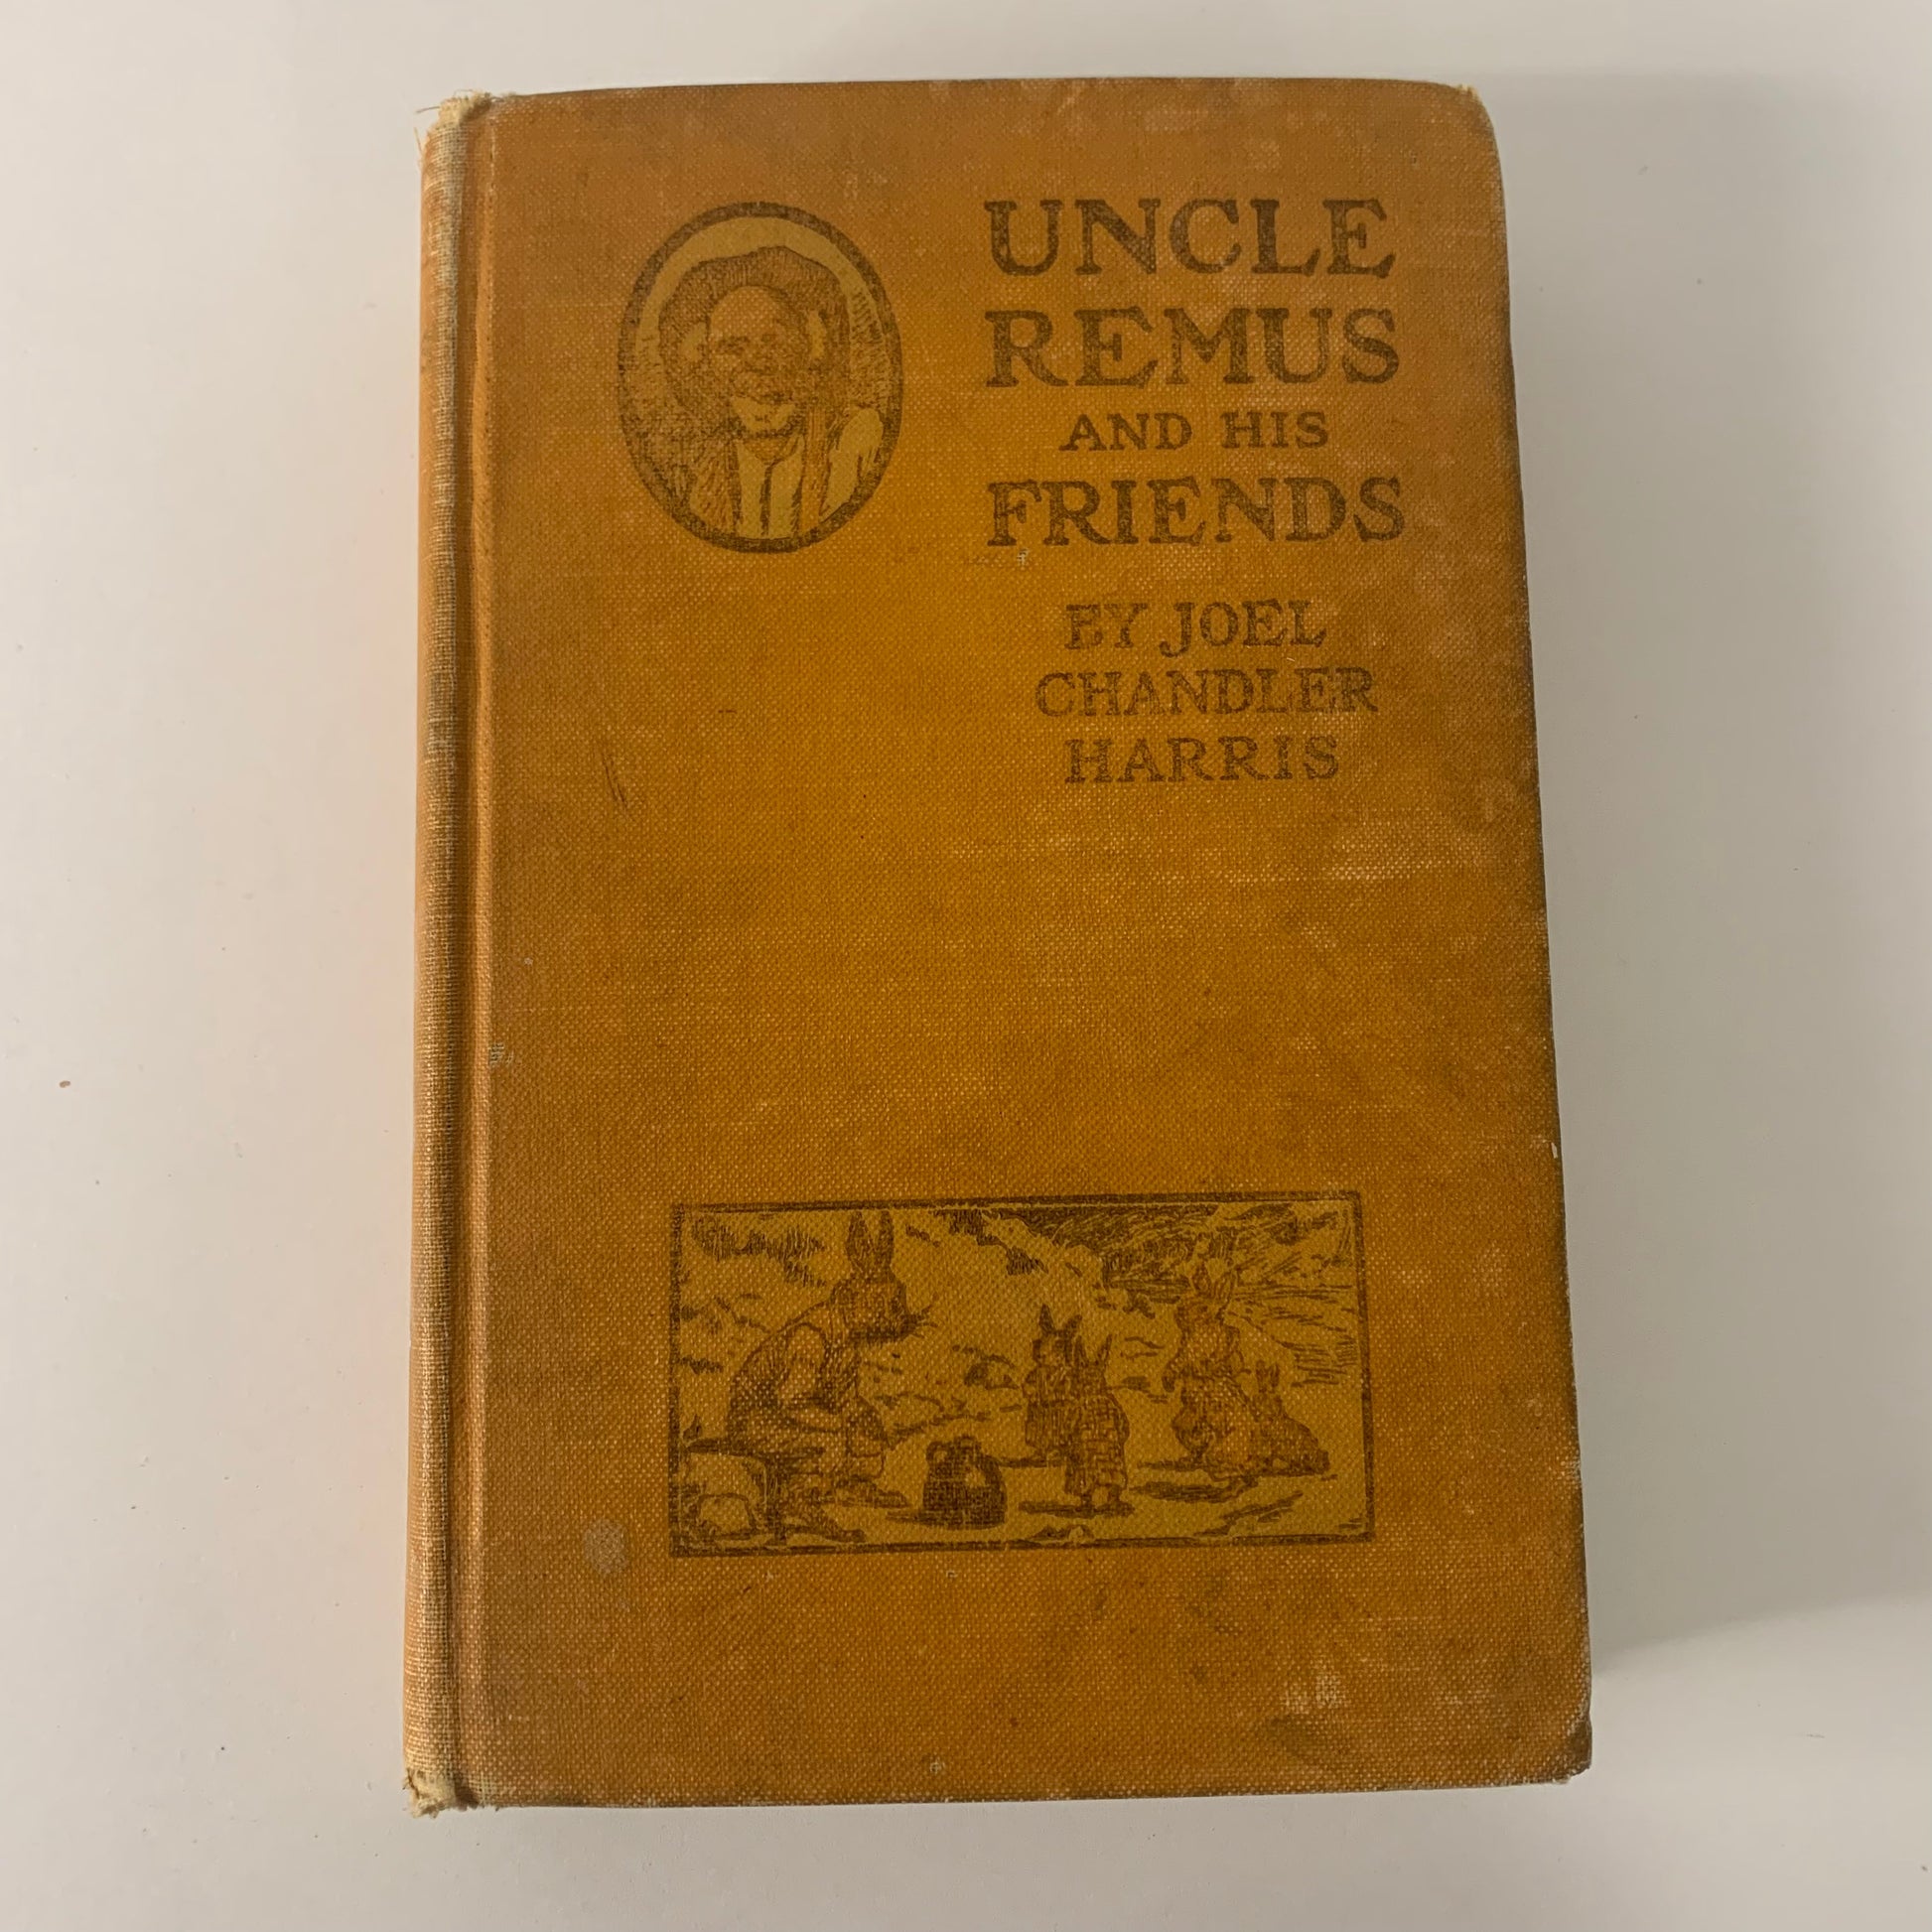 UNCLE
REMUS
AND HIS
FRIENDS
BY JOEL
CHANDLER
HARRIS